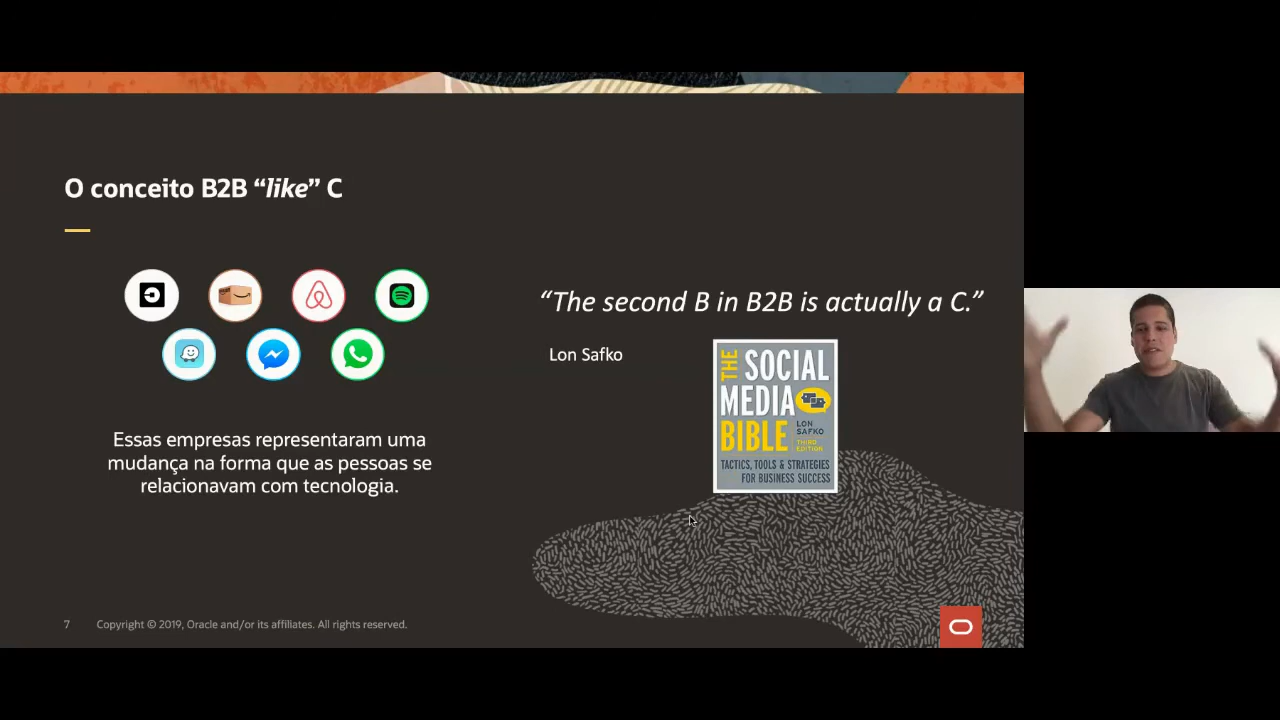 O conceito B2B “like” C
“The second B in B2B is actually a C.”
Lon Safko
THE SOCIAL
MEDIA
BIBLE
LON
SAFKO
THIRD
EDITION
TACTICS, TOOLS & STRATEGIES
FOR BUSINESS SUCCESS
Essas empresas representaram uma
mudança na forma que as pessoas se
relacionavam com tecnologia.
7 Copyright © 2019, Oracle and/or its affiliates. All rights reserved.